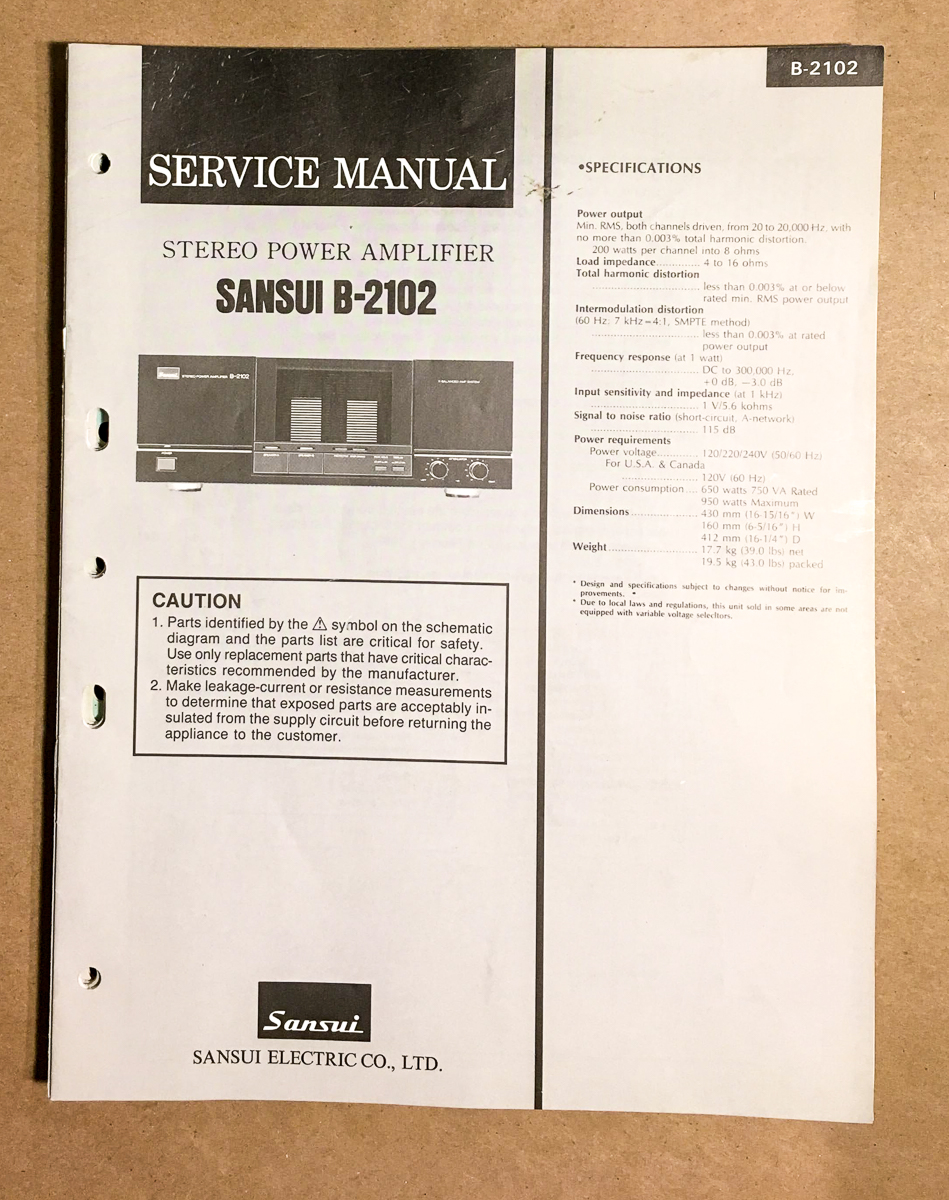 SERVICE MANUAL
STEREO POWER AMPLIFIER
SANSUI B-2102
Sansui
STEREO POWER AMPLIFIER B-2102
POWER
CAUTION
1. Parts identified by the ⚠ symbol on the schematic
diagram and the parts list are critical for safety.
Use only replacement parts that have critical charac-
teristics recommended by the manufacturer.
2. Make leakage-current or resistance measurements
to determine that exposed parts are acceptably in-
sulated from the supply circuit before returning the
appliance to the customer.
Sansui
SANSUI ELECTRIC CO., LTD.
B-2102
•SPECIFICATIONS
Power output
Min. RMS, both channels driven, from 20 to 20,000 Hz, with
no more than 0.003% total harmonic distortion.
200 watts per channel into 8 ohms
Load impedance.............. 4 to 16 ohms
Total harmonic distortion
.............................. less than 0.003% at or below
rated min. RMS power output
Intermodulation distortion
(60 Hz: 7 kHz=4:1, SMPTE method)
.............................. less than 0.003% at rated
power output
Frequency response (at 1 watt)
.............................. DC to 300,000 Hz,
+0 dB, −3.0 dB
Input sensitivity and impedance (at 1 kHz)
.............................. 1 V/5.6 kohms
Signal to noise ratio (short-circuit, A-network)
.............................. 115 dB
Power requirements
Power voltage............ 120/220/240V (50/60 Hz)
For U.S.A. & Canada
..................... 120V (60 Hz)
Power consumption.... 650 watts 750 VA Rated
950 watts Maximum
Dimensions................... 430 mm (16-15/16") W
160 mm (6-5/16") H
412 mm (16-1/4") D
Weight......................... 17.7 kg (39.0 lbs) net
19.5 kg (43.0 lbs) packed
* Design and specifications subject to changes without notice for im-
provements. *
* Due to local laws and regulations, this unit sold in some areas are not
equipped with variable voltage selecltors.